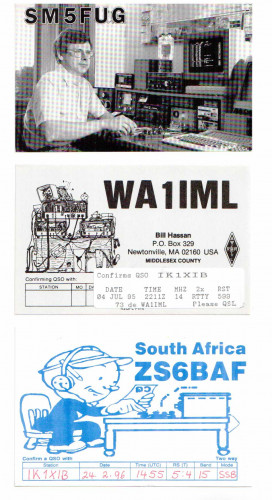 SM5FUG
WA1IML
Bill Hassan
P.O. Box 329
Newtonville, MA 02160 USA
MIDDLESEX COUNTY
Confirming QSO with:
STATION MO
Confirms QSO IK1XIB
DATE TIME MHZ 2x RST
04 JUL 95 2211Z 14 RTTY 599
73 de WA1IML Please QSL
South Africa
ZS6BAF
Confirm a QSO with Two way
Station Date Time (UTC) RS (T) Band Mode
IK1XIB 24 2 96 1455 5 4 15 SSB